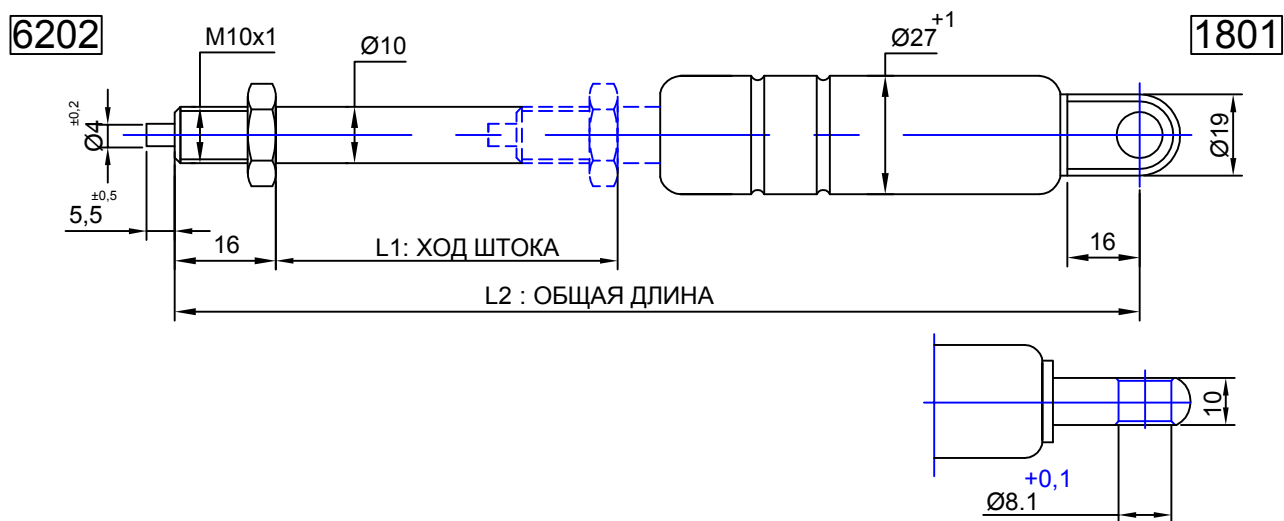 6202
M10x1
Ø10
Ø27 +1
1801
Ø4 ±0,2
Ø19
5,5 ±0,5
16
L1: ХОД ШТОКА
16
L2 : ОБЩАЯ ДЛИНА
10
+0,1
Ø8.1